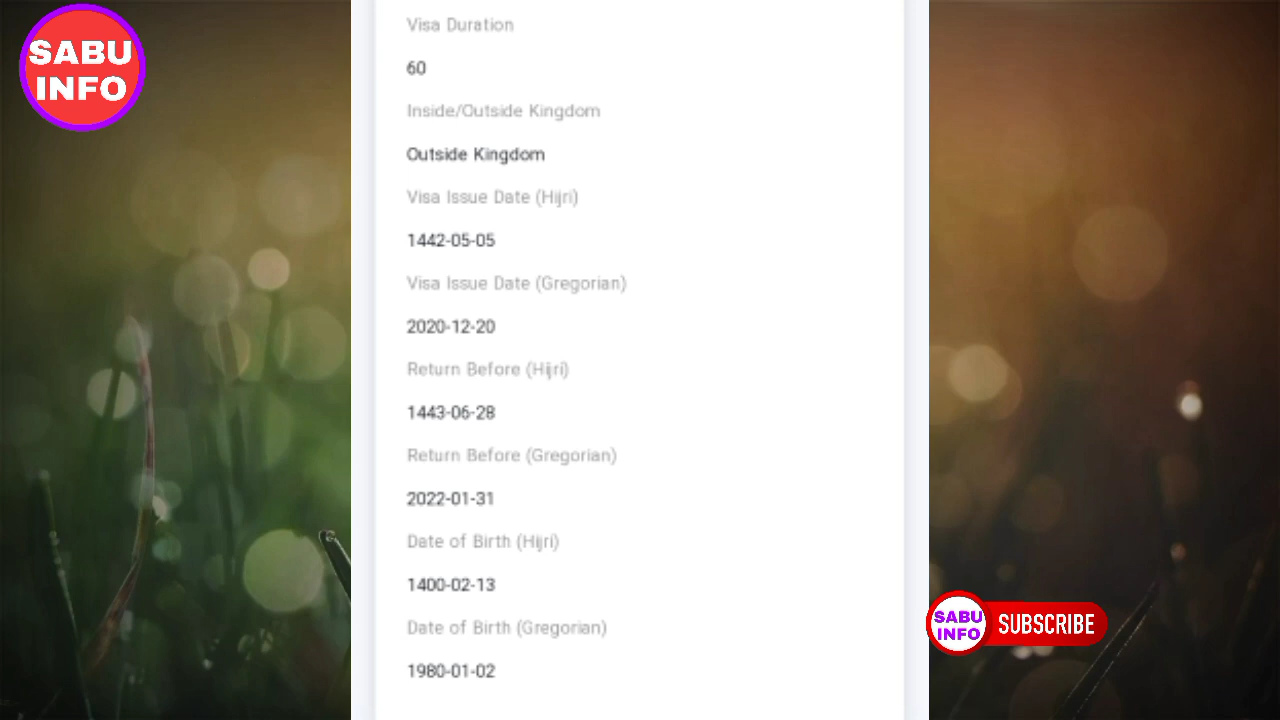 SABU
INFO
Visa Duration
60
Inside/Outside Kingdom
Outside Kingdom
Visa Issue Date (Hijri)
1442-05-05
Visa Issue Date (Gregorian)
2020-12-20
Return Before (Hijri)
1443-06-28
Return Before (Gregorian)
2022-01-31
Date of Birth (Hijri)
1400-02-13
Date of Birth (Gregorian)
1980-01-02
SABU
INFO
SUBSCRIBE